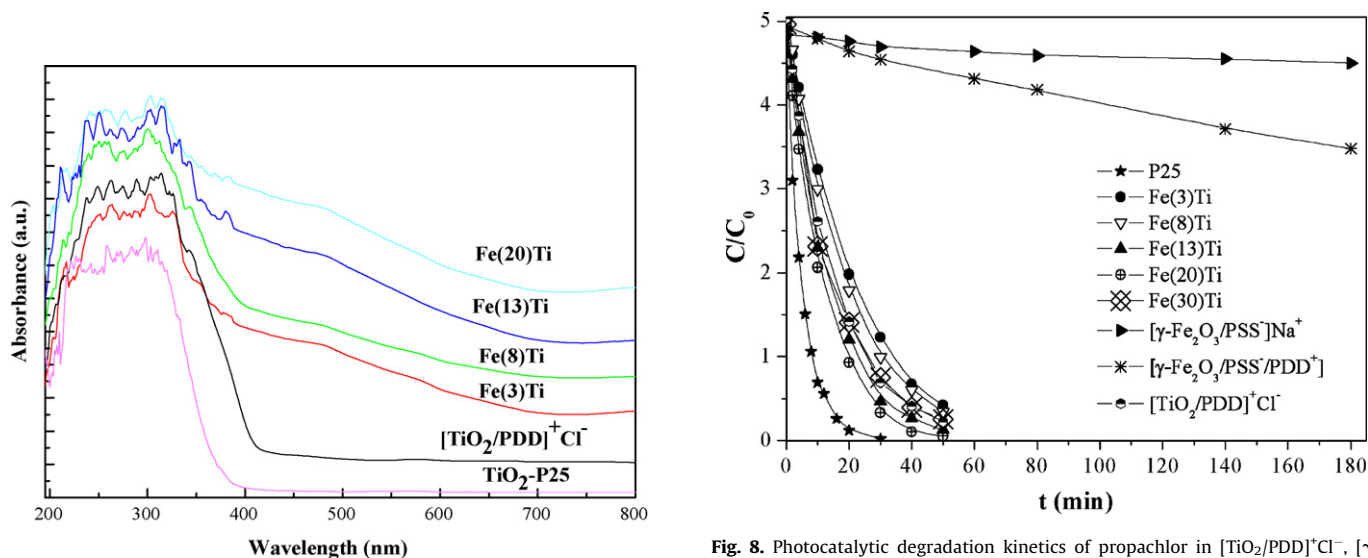 Absorbance (a.u.)
Fe(20)Ti
Fe(13)Ti
Fe(8)Ti
Fe(3)Ti
[TiO₂/PDD]⁺Cl⁻
TiO₂-P25
200 300 400 500 600 700 800
Wavelength (nm)
C/C₀
5
4
3
2
1
0
P25
Fe(3)Ti
Fe(8)Ti
Fe(13)Ti
Fe(20)Ti
Fe(30)Ti
[γ-Fe₂O₃/PSS⁻]Na⁺
[γ-Fe₂O₃/PSS⁻/PDD⁺]
[TiO₂/PDD]⁺Cl⁻
0 20 40 60 80 100 120 140 160 180
t (min)
Fig. 8. Photocatalytic degradation kinetics of propachlor in [TiO₂/PDD]⁺Cl⁻, [γ